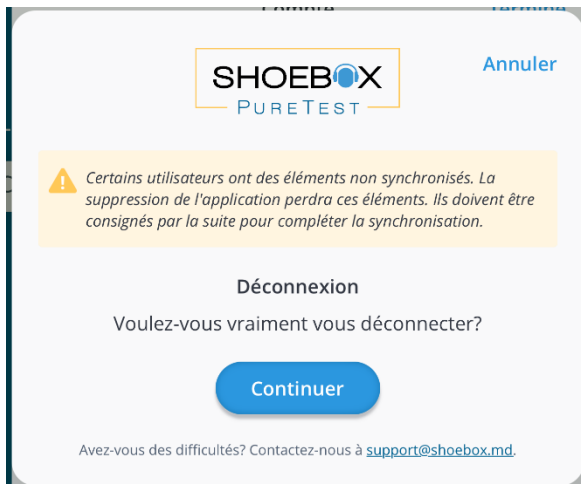 Compte Terminé
SHOEBOX
PURETEST
Annuler
Certains utilisateurs ont des éléments non synchronisés. La
suppression de l'application perdra ces éléments. Ils doivent être
consignés par la suite pour compléter la synchronisation.
Déconnexion
Voulez-vous vraiment vous déconnecter?
Continuer
Avez-vous des difficultés? Contactez-nous à support@shoebox.md.